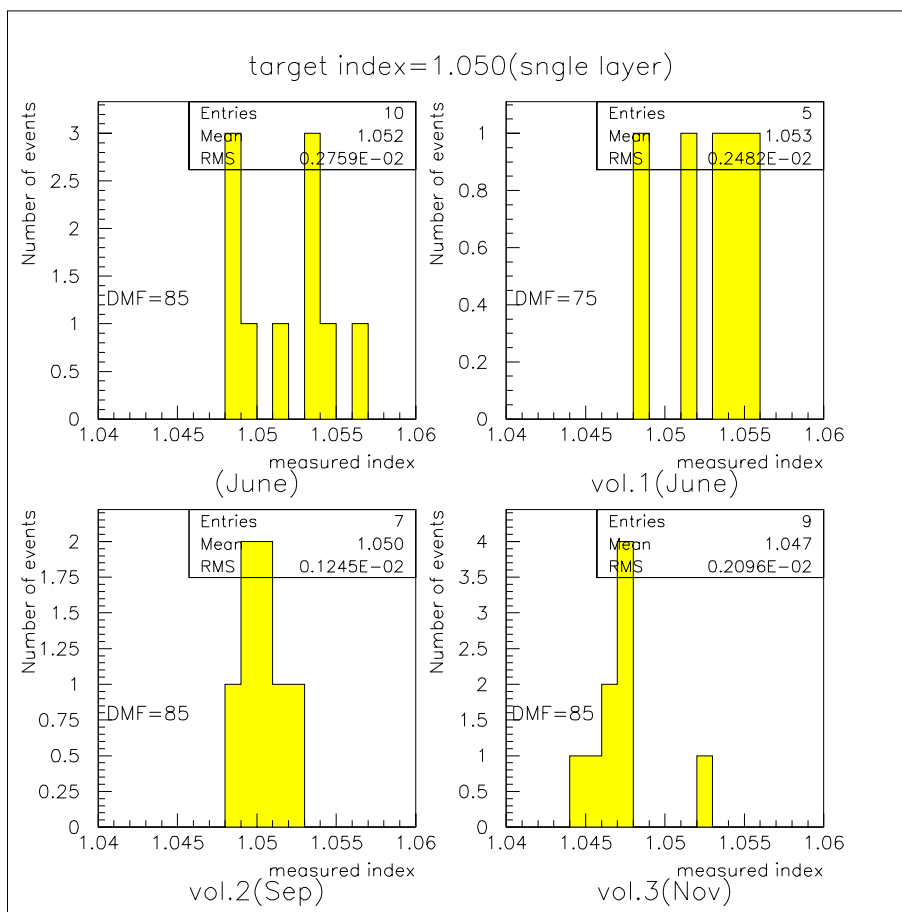 target index=1.050(sngle layer)
Number of events
Entries 10
Mean 1.052
RMS 0.2759E-02
3
2.5
2
1.5
1
0.5
0
DMF=85
1.04 1.045 1.05 1.055 1.06
measured index
(June)
Number of events
Entries 5
Mean 1.053
RMS 0.2482E-02
1
0.8
0.6
0.4
0.2
0
DMF=75
1.04 1.045 1.05 1.055 1.06
measured index
vol.1(June)
Number of events
Entries 7
Mean 1.050
RMS 0.1245E-02
2
1.75
1.5
1.25
1
0.75
0.5
0.25
0
DMF=85
1.04 1.045 1.05 1.055 1.06
measured index
vol.2(Sep)
Number of events
Entries 9
Mean 1.047
RMS 0.2096E-02
4
3
2
1
0
DMF=85
1.04 1.045 1.05 1.055 1.06
measured index
vol.3(Nov)